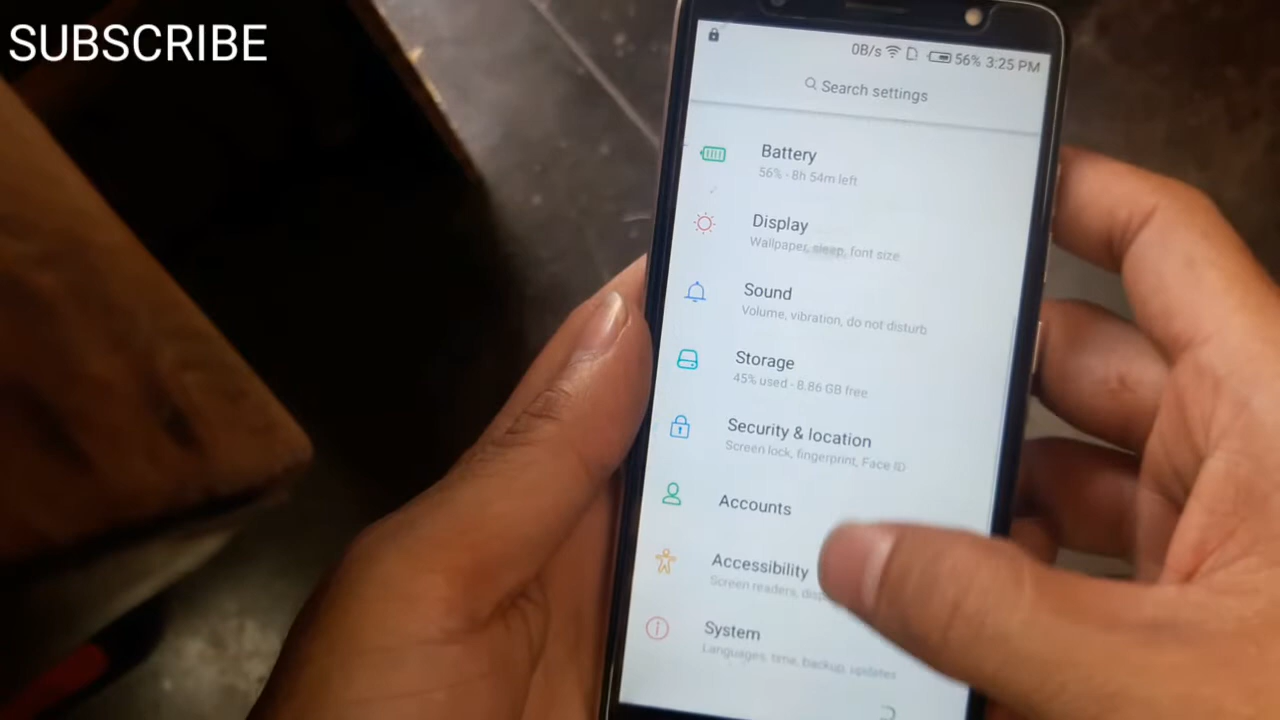 SUBSCRIBE
0B/s 56% 3:25 PM
Search settings
Battery
56% - 8h 54m left
Display
Wallpaper, sleep, font size
Sound
Volume, vibration, do not disturb
Storage
45% used - 8.86 GB free
Security & location
Screen lock, fingerprint, Face ID
Accounts
Accessibility
Screen readers,
System
Languages, time, backup, updates